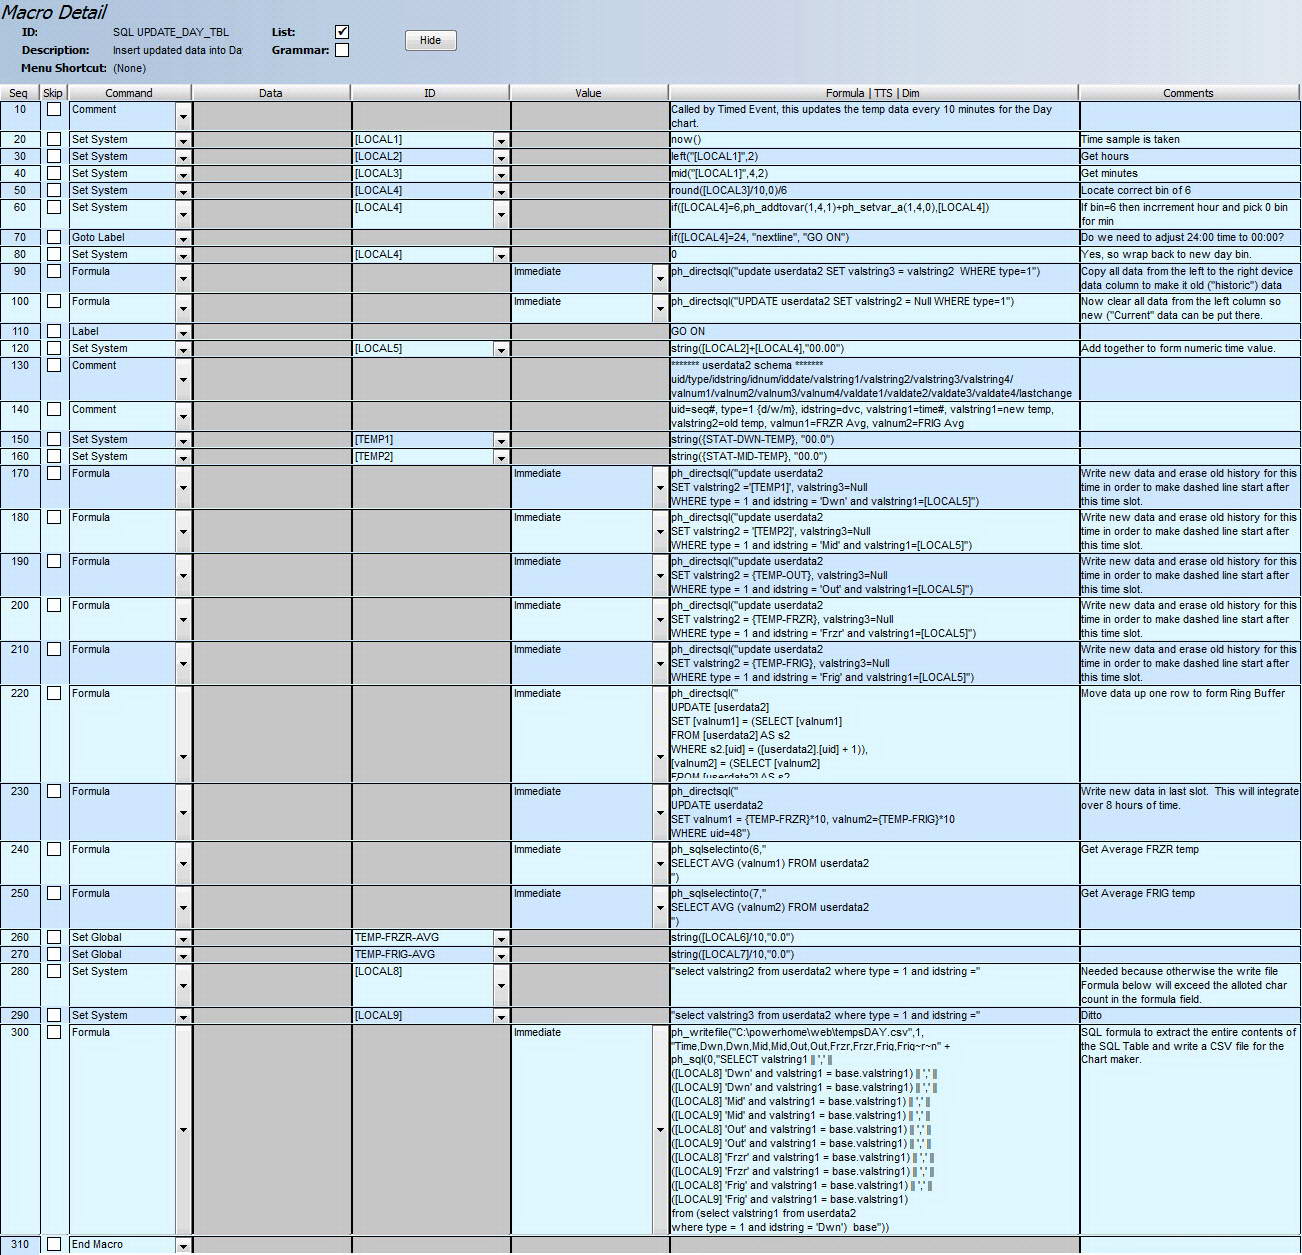 Macro Detail
ID: SQL UPDATE_DAY_TBL List:
Description: Insert updated data into Da Grammar: Hide
Menu Shortcut: (None)
Seq Skip Command Data ID Value Formula | TTS | Dim Comments
10 Comment Called by Timed Event, this updates the temp data every 10 minutes for the Day
chart.
20 Set System [LOCAL1] now() Time sample is taken
30 Set System [LOCAL2] left("[LOCAL1]",2) Get hours
40 Set System [LOCAL3] mid("[LOCAL1]",4,2) Get minutes
50 Set System [LOCAL4] round([LOCAL3]/10,0)/6 Locate correct bin of 6
60 Set System [LOCAL4] if([LOCAL4]=6,ph_addtovar(1,4,1)+ph_setvar_a(1,4,0),[LOCAL4]) If bin=6 then incrrement hour and pick 0 bin
for min
70 Goto Label if([LOCAL4]=24, "nextline", "GO ON") Do we need to adjust 24:00 time to 00:00?
80 Set System [LOCAL4] 0 Yes, so wrap back to new day bin.
90 Formula Immediate ph_directsql("update userdata2 SET valstring3 = valstring2  WHERE type=1") Copy all data from the left to the right device
data column to make it old ("historic") data
100 Formula Immediate ph_directsql("UPDATE userdata2 SET valstring2 = Null WHERE type=1") Now clear all data from the left column so
new ("Current" data can be put there.
110 Label GO ON
120 Set System [LOCAL5] string([LOCAL2]+[LOCAL4],"00.00") Add together to form numeric time value.
130 Comment ******* userdata2 schema *******
uid/type/idstring/idnum/iddate/valstring1/valstring2/valstring3/valstring4/
valnum1/valnum2/valnum3/valnum4/valdate1/valdate2/valdate3/valdate4/lastchange
140 Comment uid=seq#, type=1 {d/w/m}, idstring=dvc, valstring1=time#, valstring1=new temp,
valstring2=old temp, valmun1=FRZR Avg, valnum2=FRIG Avg
150 Set System [TEMP1] string({STAT-DWN-TEMP}, "00.0")
160 Set System [TEMP2] string({STAT-MID-TEMP}, "00.0")
170 Formula Immediate ph_directsql("update userdata2 Write new data and erase old history for this
SET valstring2 ='[TEMP1]', valstring3=Null time in order to make dashed line start after
WHERE type = 1 and idstring = 'Dwn' and valstring1=[LOCAL5]") this time slot.
180 Formula Immediate ph_directsql("update userdata2 Write new data and erase old history for this
SET valstring2 = '[TEMP2]', valstring3=Null time in order to make dashed line start after
WHERE type = 1 and idstring = 'Mid' and valstring1=[LOCAL5]") this time slot.
190 Formula Immediate ph_directsql("update userdata2 Write new data and erase old history for this
SET valstring2 = {TEMP-OUT}, valstring3=Null time in order to make dashed line start after
WHERE type = 1 and idstring = 'Out' and valstring1=[LOCAL5]") this time slot.
200 Formula Immediate ph_directsql("update userdata2 Write new data and erase old history for this
SET valstring2 = {TEMP-FRZR}, valstring3=Null time in order to make dashed line start after
WHERE type = 1 and idstring = 'Frzr' and valstring1=[LOCAL5]") this time slot.
210 Formula Immediate ph_directsql("update userdata2 Write new data and erase old history for this
SET valstring2 = {TEMP-FRIG}, valstring3=Null time in order to make dashed line start after
WHERE type = 1 and idstring = 'Frig' and valstring1=[LOCAL5]") this time slot.
220 Formula Immediate ph_directsql(" Move data up one row to form Ring Buffer
UPDATE [userdata2]
SET [valnum1] = (SELECT [valnum1]
FROM [userdata2] AS s2
WHERE s2.[uid] = ([userdata2].[uid] + 1)),
[valnum2] = (SELECT [valnum2]
FROM [userdata2] AS s2
230 Formula Immediate ph_directsql(" Write new data in last slot.  This will integrate
UPDATE userdata2 over 8 hours of time.
SET valnum1 = {TEMP-FRZR}*10, valnum2={TEMP-FRIG}*10
WHERE uid=48")
240 Formula Immediate ph_sqlselectinto(6," Get Average FRZR temp
SELECT AVG (valnum1) FROM userdata2
")
250 Formula Immediate ph_sqlselectinto(7," Get Average FRIG temp
SELECT AVG (valnum2) FROM userdata2
")
260 Set Global TEMP-FRZR-AVG string([LOCAL6]/10,"0.0")
270 Set Global TEMP-FRIG-AVG string([LOCAL7]/10,"0.0")
280 Set System [LOCAL8] "select valstring2 from userdata2 where type = 1 and idstring =" Needed because otherwise the write file
Formula below will exceed the alloted char
count in the formula field.
290 Set System [LOCAL9] "select valstring3 from userdata2 where type = 1 and idstring =" Ditto
300 Formula Immediate ph_writefile("C:\powerhome\web\tempsDAY.csv",1, SQL formula to extract the entire contents of
"Time,Dwn,Dwn,Mid,Mid,Out,Out,Frzr,Frzr,Frig,Frig~r~n" + the SQL Table and write a CSV file for the
ph_sql(0,"SELECT valstring1 || ',' || Chart maker.
([LOCAL8] 'Dwn' and valstring1 = base.valstring1) || ',' ||
([LOCAL9] 'Dwn' and valstring1 = base.valstring1) || ',' ||
([LOCAL8] 'Mid' and valstring1 = base.valstring1) || ',' ||
([LOCAL9] 'Mid' and valstring1 = base.valstring1) || ',' ||
([LOCAL8] 'Out' and valstring1 = base.valstring1) || ',' ||
([LOCAL9] 'Out' and valstring1 = base.valstring1) || ',' ||
([LOCAL8] 'Frzr' and valstring1 = base.valstring1) || ',' ||
([LOCAL9] 'Frzr' and valstring1 = base.valstring1) || ',' ||
([LOCAL8] 'Frig' and valstring1 = base.valstring1) || ',' ||
([LOCAL9] 'Frig' and valstring1 = base.valstring1)
from (select valstring1 from userdata2
where type = 1 and idstring = 'Dwn')  base"))
310 End Macro